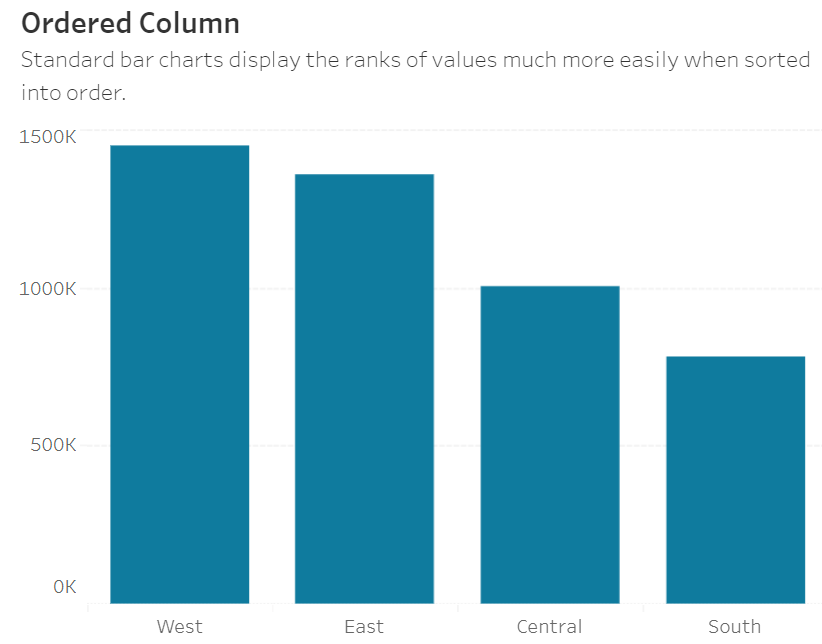 Ordered Column
Standard bar charts display the ranks of values much more easily when sorted
into order.
1500K
1000K
500K
0K
West East Central South